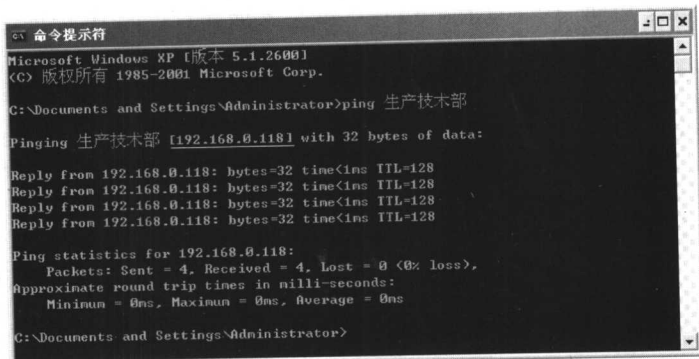 命令提示符
Microsoft Windows XP [版本 5.1.2600]
(C) 版权所有 1985-2001 Microsoft Corp.
C:\Documents and Settings\Administrator>ping 生产技术部
Pinging 生产技术部 [192.168.0.118] with 32 bytes of data:
Reply from 192.168.0.118: bytes=32 time<1ms TTL=128
Reply from 192.168.0.118: bytes=32 time<1ms TTL=128
Reply from 192.168.0.118: bytes=32 time<1ms TTL=128
Reply from 192.168.0.118: bytes=32 time<1ms TTL=128
Ping statistics for 192.168.0.118:
Packets: Sent = 4, Received = 4, Lost = 0 (0% loss),
Approximate round trip times in milli-seconds:
Minimum = 0ms, Maximum = 0ms, Average = 0ms
C:\Documents and Settings\Administrator>